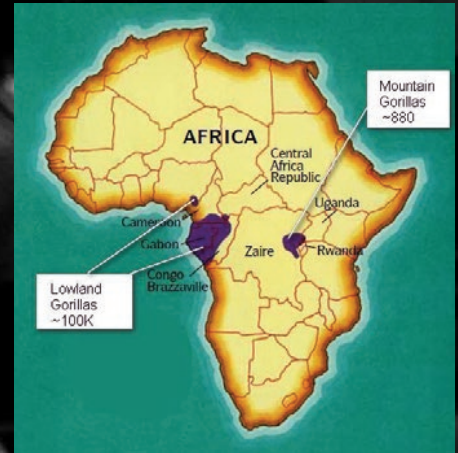 Mountain
Gorillas
~880
AFRICA
Central
Africa
Republic
Uganda
Cameroon
Gabon
Zaire
Rwanda
Congo
Brazzaville
Lowland
Gorillas
~100K